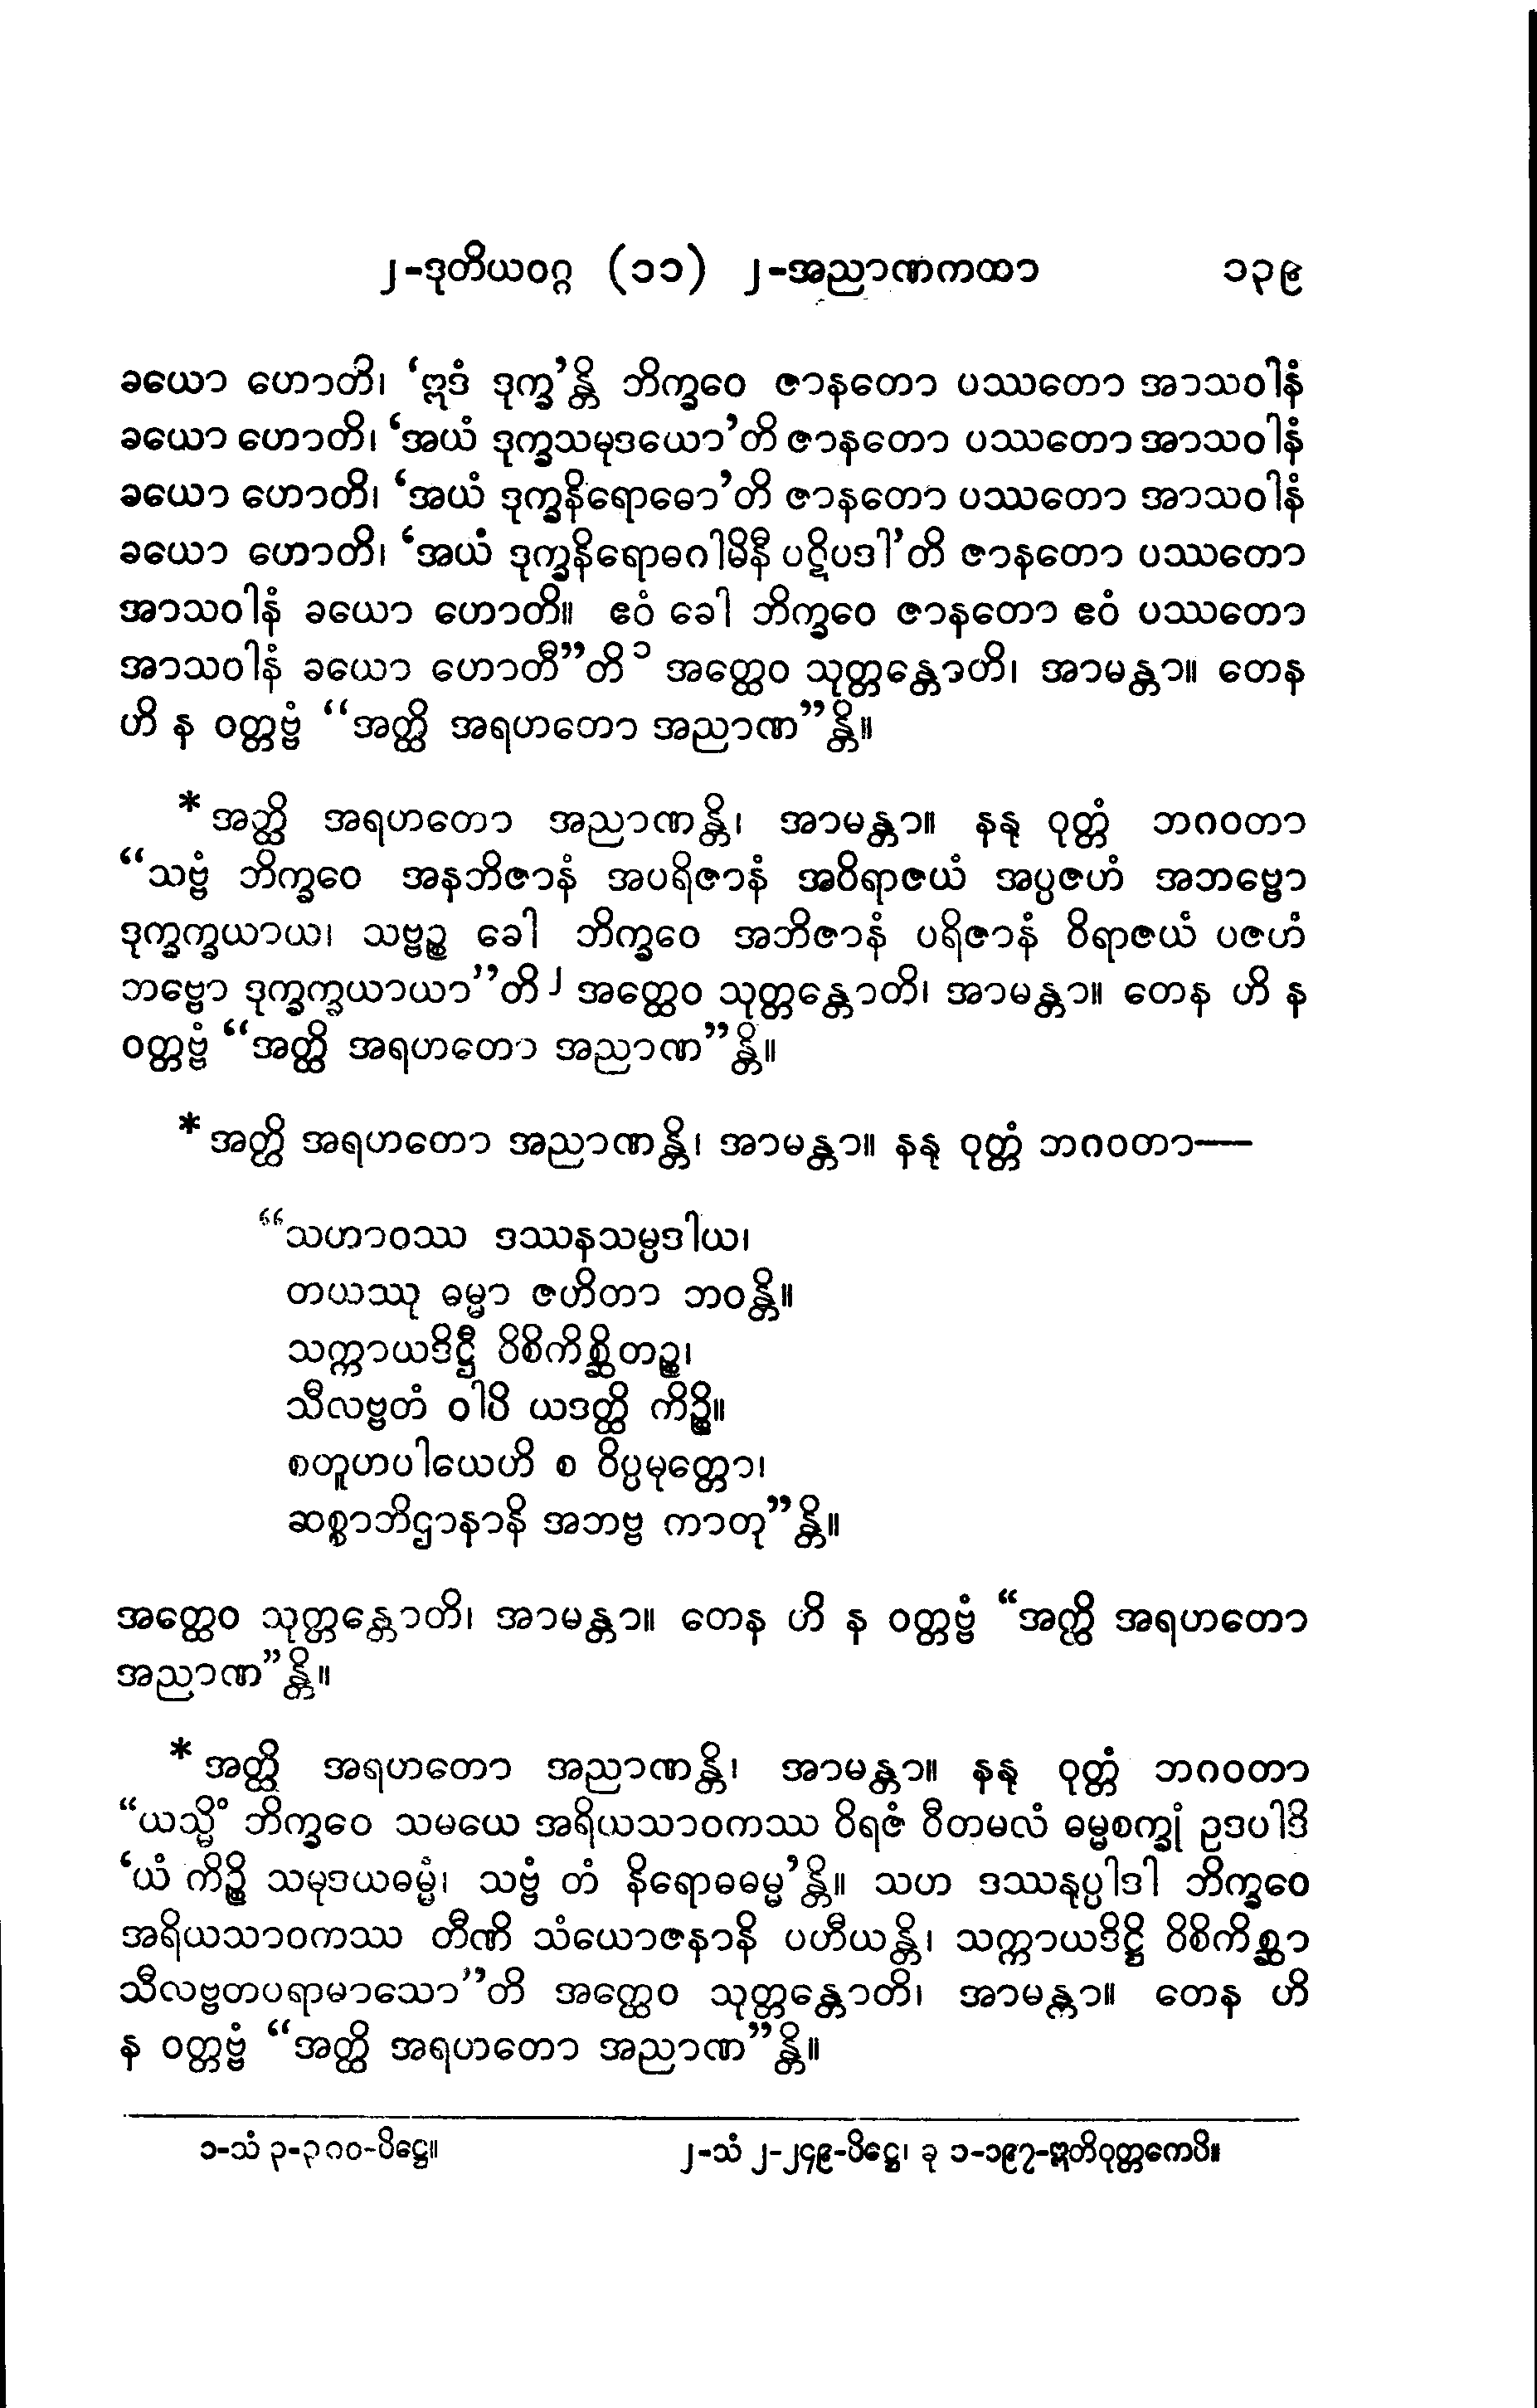 ၂-ဒုတိယဝဂ္ဂ (၁၁) ၂-အညာဏကထာ ၁၃၉
ခယော ဟောတိ၊ ‘ဣဒံ ဒုက္ခ’န္တိ ဘိက္ခဝေ ဇာနတော ပဿတော အာသဝါနံ
ခယော ဟောတိ၊ ‘အယံ ဒုက္ခသမုဒယော’တိ ဇာနတော ပဿတော အာသဝါနံ
ခယော ဟောတိ၊ ‘အယံ ဒုက္ခနိရောဓော’တိ ဇာနတော ပဿတော အာသဝါနံ
ခယော ဟောတိ၊ ‘အယံ ဒုက္ခနိရောဓဂါမိနီ ပဋိပဒါ’တိ ဇာနတော ပဿတော
အာသဝါနံ ခယော ဟောတိ။ ဧဝံ ခေါ ဘိက္ခဝေ ဇာနတော ဧဝံ ပဿတော
အာသဝါနံ ခယော ဟောတီ”တိ ၁ အတ္ထေဝ သုတ္တန္တောတိ၊ အာမန္တာ။ တေန
ဟိ န ဝတ္တဗ္ဗံ “အတ္ထိ အရဟတော အညာဏ”န္တိ။
* အတ္ထိ အရဟတော အညာဏန္တိ၊ အာမန္တာ။ နနု ဝုတ္တံ ဘဂဝတာ
“သဗ္ဗံ ဘိက္ခဝေ အနဘိဇာနံ အပရိဇာနံ အဝိရာဇယံ အပ္ပဇဟံ အဘဗ္ဗော
ဒုက္ခက္ခယာယ၊ သဗ္ဗဉ္စ ခေါ ဘိက္ခဝေ အဘိဇာနံ ပရိဇာနံ ဝိရာဇယံ ပဇဟံ
ဘဗ္ဗော ဒုက္ခက္ခယာယာ”တိ ၂ အတ္ထေဝ သုတ္တန္တောတိ၊ အာမန္တာ။ တေန ဟိ န
ဝတ္တဗ္ဗံ “အတ္ထိ အရဟတော အညာဏ”န္တိ။
* အတ္ထိ အရဟတော အညာဏန္တိ၊ အာမန္တာ။ နနု ဝုတ္တံ ဘဂဝတာ—
“သဟာဝဿ ဒဿနသမ္ပဒါယ၊
တယဿု ဓမ္မာ ဇဟိတာ ဘဝန္တိ။
သက္ကာယဒိဋ္ဌီ ဝိစိကိစ္ဆိတဉ္စ၊
သီလဗ္ဗတံ ဝါပိ ယဒတ္ထိ ကိဉ္စိ။
စတူဟပါယေဟိ စ ဝိပ္ပမုတ္တော၊
ဆစ္စာဘိဌာနာနိ အဘဗ္ဗ ကာတု”န္တိ။
အတ္ထေဝ သုတ္တန္တောတိ၊ အာမန္တာ။ တေန ဟိ န ဝတ္တဗ္ဗံ “အတ္ထိ အရဟတော
အညာဏ”န္တိ။
* အတ္ထိ အရဟတော အညာဏန္တိ၊ အာမန္တာ။ နနု ဝုတ္တံ ဘဂဝတာ
“ယသ္မိံ ဘိက္ခဝေ သမယေ အရိယသာဝကဿ ဝိရဇံ ဝီတမလံ ဓမ္မစက္ခုံ ဥဒပါဒိ
‘ယံ ကိဉ္စိ သမုဒယဓမ္မံ၊ သဗ္ဗံ တံ နိရောဓဓမ္မ’န္တိ။ သဟ ဒဿနုပ္ပါဒါ ဘိက္ခဝေ
အရိယသာဝကဿ တီဏိ သံယောဇနာနိ ပဟီယန္တိ၊ သက္ကာယဒိဋ္ဌိ ဝိစိကိစ္ဆာ
သီလဗ္ဗတပရာမာသော”တိ အတ္ထေဝ သုတ္တန္တောတိ၊ အာမန္တာ။ တေန ဟိ
န ဝတ္တဗ္ဗံ “အတ္ထိ အရဟတော အညာဏ”န္တိ။
၁-သံ ၃-၃၈၀-ပိဋ္ဌေ။ ၂-သံ ၂-၂၄၉-ပိဋ္ဌေ၊ ခု ၁-၁၉၇-ဣတိဝုတ္တကေပိ။